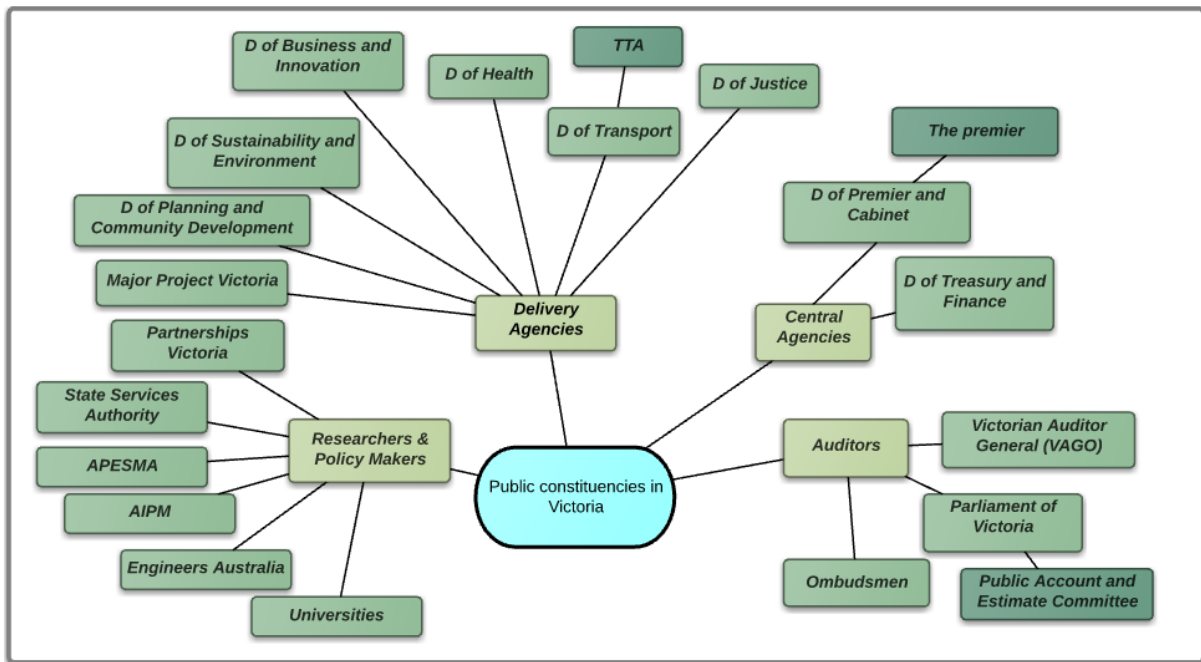 D of Business and
Innovation
D of Health
TTA
D of Justice
D of Transport
The premier
D of Sustainability and
Environment
D of Premier and
Cabinet
D of Planning and
Community Development
D of Treasury and
Finance
Major Project Victoria
Delivery
Agencies
Central
Agencies
Partnerships
Victoria
State Services
Authority
Researchers &
Policy Makers
Auditors
Victorian Auditor
General (VAGO)
APESMA
Public constituencies in
Victoria
AIPM
Parliament of
Victoria
Engineers Australia
Ombudsmen
Public Account and
Estimate Committee
Universities